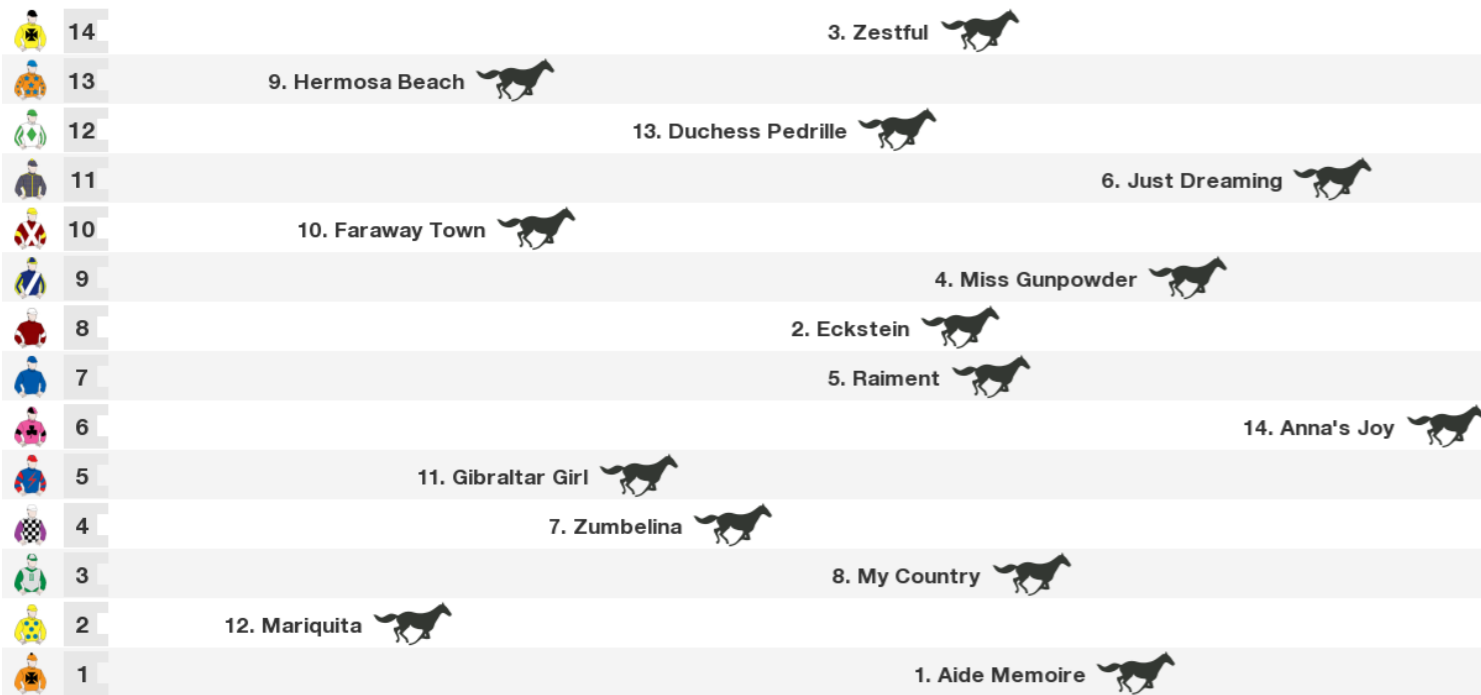 14 3. Zestful
13 9. Hermosa Beach
12 13. Duchess Pedrille
11 6. Just Dreaming
10 10. Faraway Town
9 4. Miss Gunpowder
8 2. Eckstein
7 5. Raiment
6 14. Anna's Joy
5 11. Gibraltar Girl
4 7. Zumbelina
3 8. My Country
2 12. Mariquita
1 1. Aide Memoire